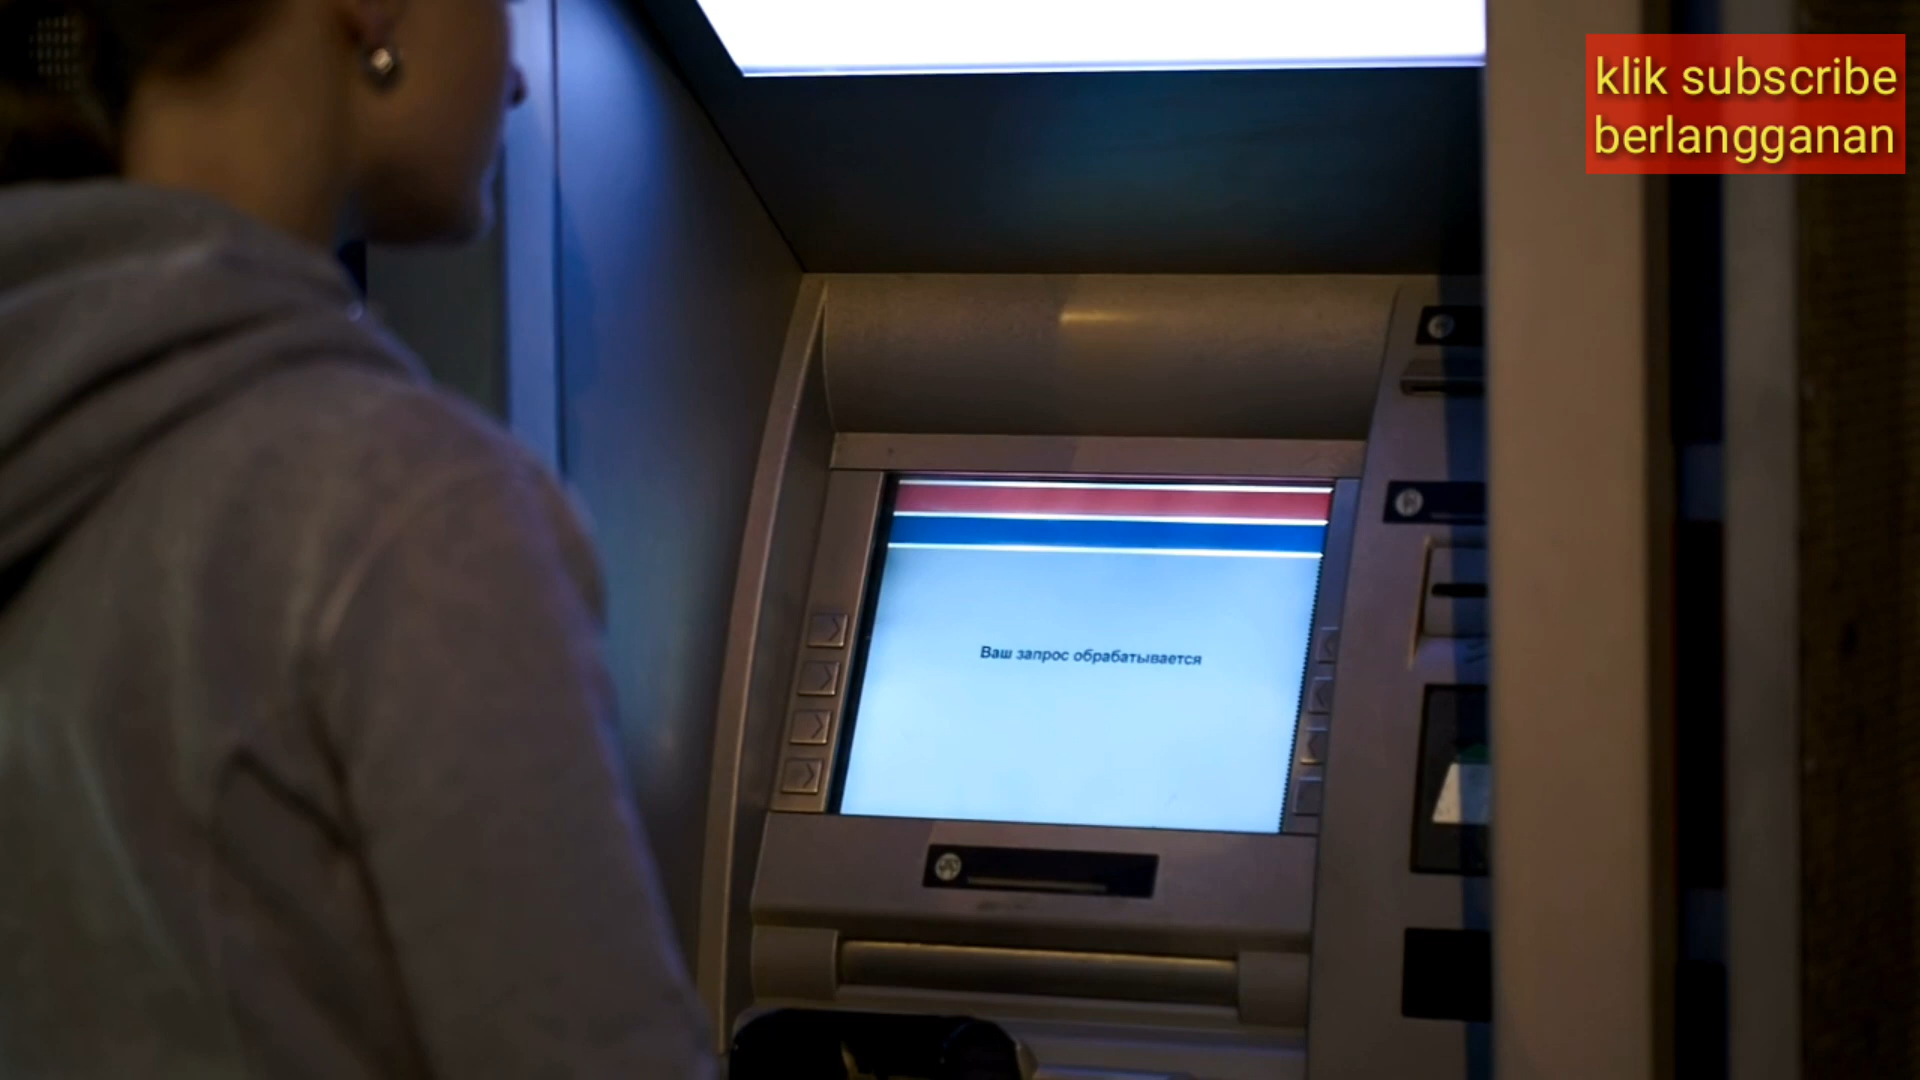 klik subscribe
berlangganan
Ваш запрос обрабатывается